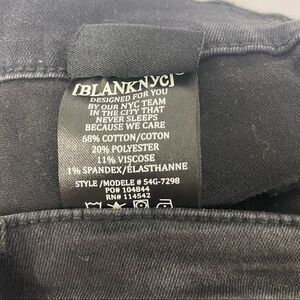 [BLANKNYC]
DESIGNED FOR YOU
BY OUR NYC TEAM
IN THE CITY THAT
NEVER SLEEPS
BECAUSE WE CARE
68% COTTON/COTON
20% POLYESTER
11% VISCOSE
1% SPANDEX/ÉLASTHANNE
STYLE /MODELE # 54G-7298
PO# 104844
RN# 114542